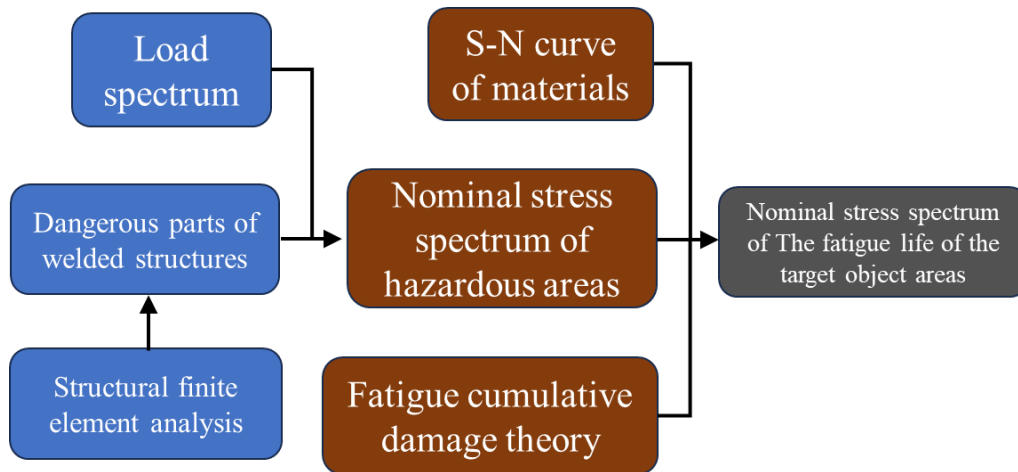 Load
spectrum
S-N curve
of materials
Dangerous parts of
welded structures
Nominal stress
spectrum of
hazardous areas
Nominal stress spectrum
of The fatigue life of the
target object areas
Structural finite
element analysis
Fatigue cumulative
damage theory